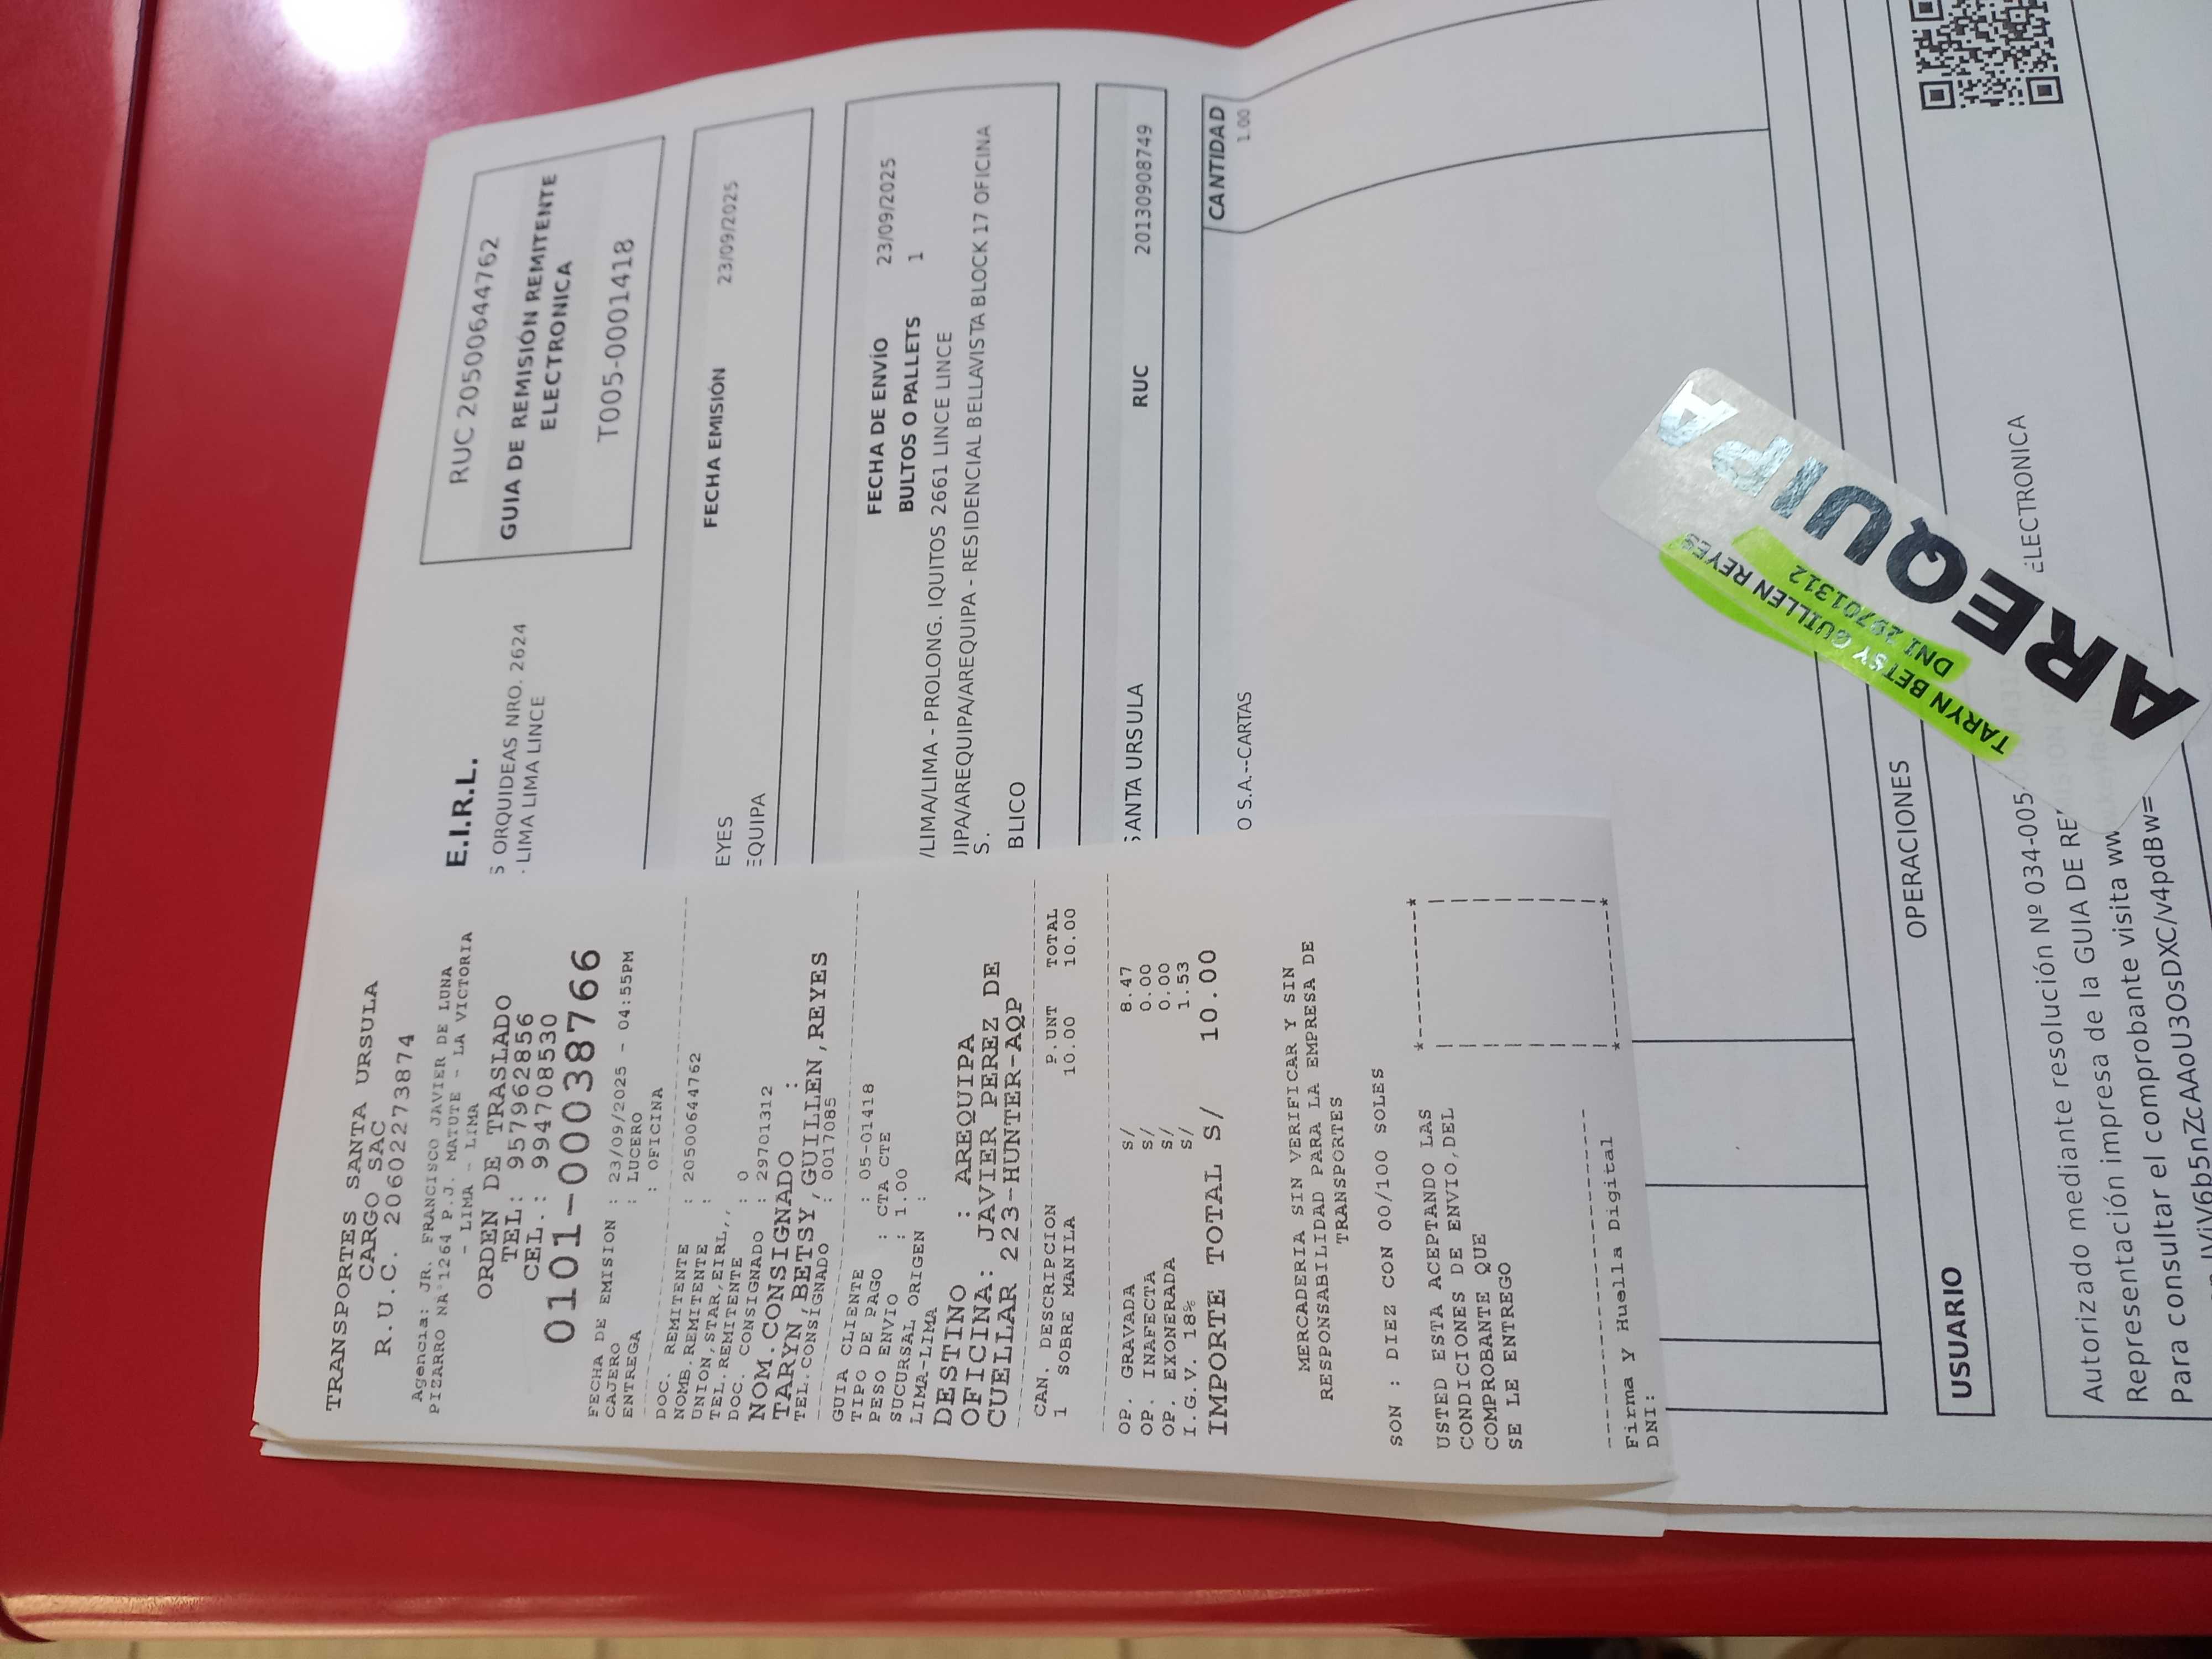 TRANSPORTES SANTA URSULA
CARGO SAC
R.U.C. 20602273874
Agencia: JR. FRANCISCO JAVIER DE LUNA
PIZARRO NA°1264 P.J. MATUTE - LA VICTORIA
- LIMA - LIMA
ORDEN DE TRASLADO
TEL: 957962856
CEL.: 994708530
0101-00038766
FECHA DE EMISION : 23/09/2025 - 04:55PM
CAJERO : LUCERO
ENTREGA : OFICINA
DOC. REMITENTE : 20500644762
NOMB.REMITENTE :
UNION,STAR,EIRL,,
TEL.REMITENTE : 0
DOC. CONSIGNADO : 29701312
NOM.CONSIGNADO :
TARYN,BETSY,GUILLEN,REYES
TEL.CONSIGNADO : 0017085
GUIA CLIENTE : 05-01418
TIPO DE PAGO : CTA CTE
PESO ENVIO : 1.00
SUCURSAL ORIGEN :
LIMA-LIMA
DESTINO : AREQUIPA
OFICINA: JAVIER PEREZ DE
CUELLAR 223-HUNTER-AQP
CAN. DESCRIPCION P.UNT TOTAL
1 SOBRE MANILA 10.00 10.00
OP. GRAVADA S/ 8.47
OP. INAFECTA S/ 0.00
OP. EXONERADA S/ 0.00
I.G.V. 18% S/ 1.53
IMPORTE TOTAL S/ 10.00
MERCADERIA SIN VERIFICAR Y SIN
RESPONSABILIDAD PARA LA EMPRESA DE
TRANSPORTES
SON : DIEZ CON 00/100 SOLES
USTED ESTA ACEPTANDO LAS
CONDICIONES DE ENVIO,DEL
COMPROBANTE QUE
SE LE ENTREGO
Firma Y Huella Digital
DNI:
E.I.R.L.
S ORQUIDEAS NRO. 2624
. LIMA LIMA LINCE
RUC 20500644762
GUIA DE REMISIÓN REMITENTE
ELECTRONICA
T005-0001418
EYES FECHA EMISIÓN 23/09/2025
EQUIPA
FECHA DE ENVÍO 23/09/2025
BULTOS O PALLETS 1
/LIMA/LIMA - PROLONG. IQUITOS 2661 LINCE LINCE
JIPA/AREQUIPA/AREQUIPA - RESIDENCIAL BELLAVISTA BLOCK 17 OFICINA
S.
BLICO
SANTA URSULA RUC 20130908749
CANTIDAD
O S.A.--CARTAS 1.00
OPERACIONES
USUARIO
Autorizado mediante resolución Nº 034-005
ELECTRONICA
Representación impresa de la GUIA DE RE
Para consultar el comprobante visita ww
TARYN BETSY GUILLEN REYES
DNI 29701312
AREQUIPA